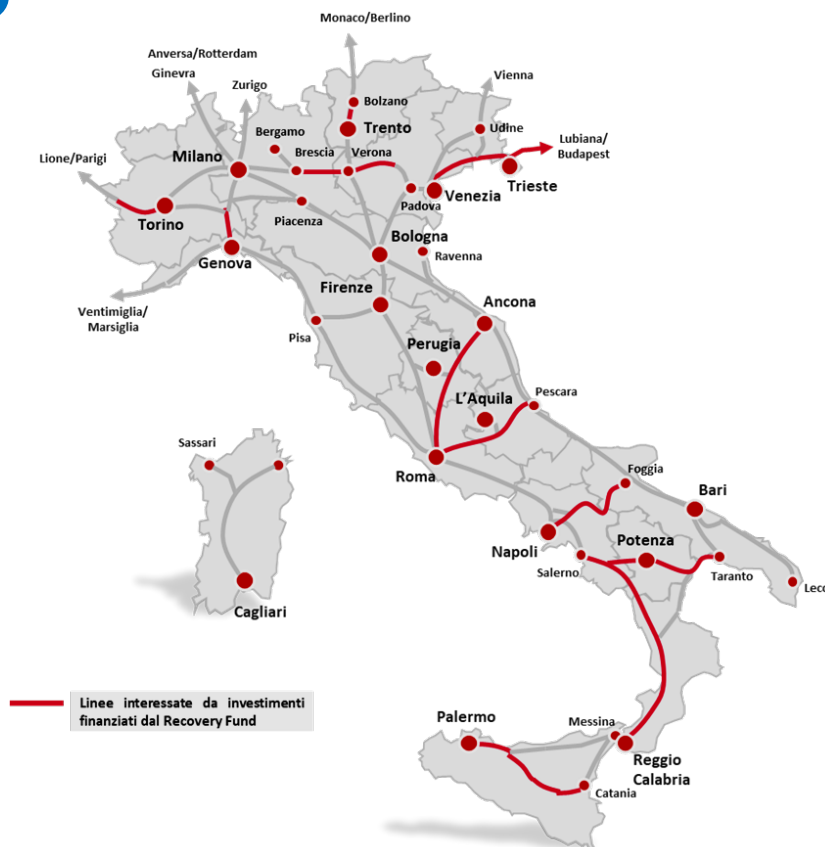 Monaco/Berlino
Anversa/Rotterdam
Ginevra
Zurigo
Vienna
Bolzano
Trento
Udine
Lubiana/
Budapest
Bergamo
Lione/Parigi
Milano
Brescia
Verona
Trieste
Padova
Venezia
Torino
Piacenza
Bologna
Ravenna
Genova
Firenze
Ancona
Ventimiglia/
Marsiglia
Pisa
Perugia
L'Aquila
Pescara
Sassari
Roma
Foggia
Bari
Napoli
Potenza
Salerno
Taranto
Lecc
Cagliari
Linee interessate da investimenti
finanziati dal Recovery Fund
Palermo
Messina
Reggio
Calabria
Catania